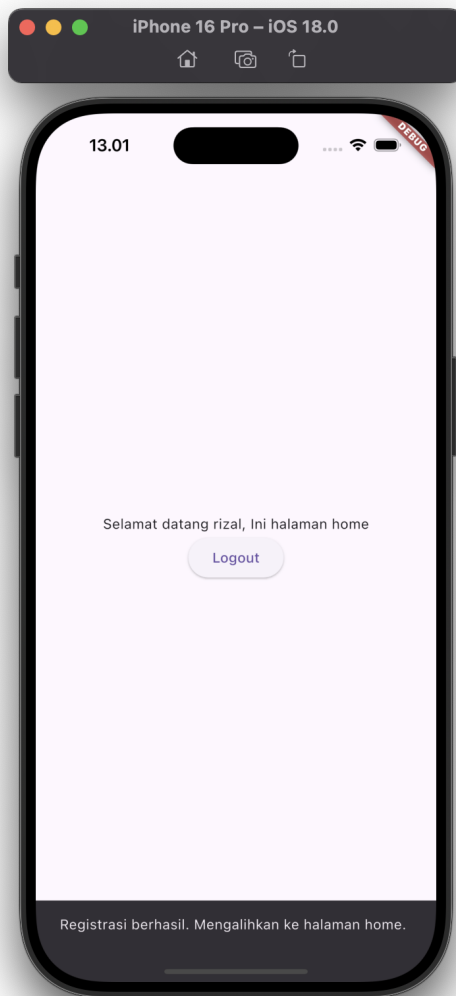 iPhone 16 Pro – iOS 18.0
13.01
DEBUG
Selamat datang rizal, Ini halaman home
Logout
Registrasi berhasil. Mengalihkan ke halaman home.